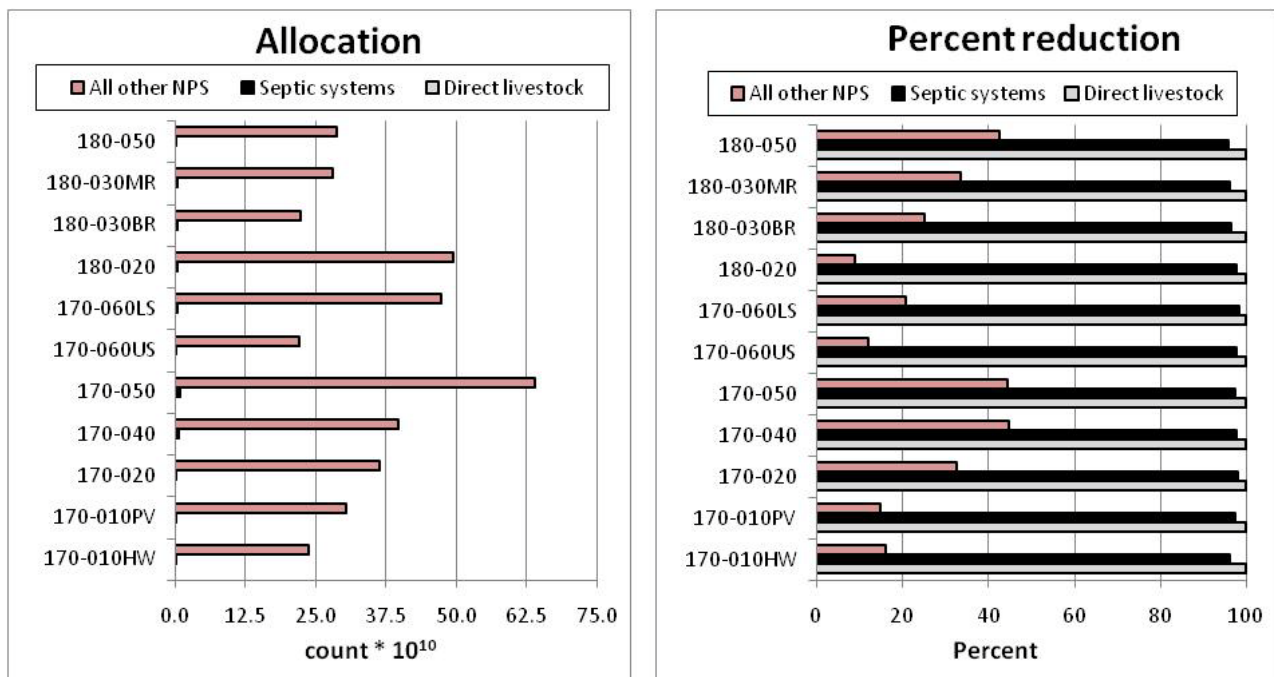 Allocation
All other NPS Septic systems Direct livestock
180-050
180-030MR
180-030BR
180-020
170-060LS
170-060US
170-050
170-040
170-020
170-010PV
170-010HW
0.0 12.5 25.0 37.5 50.0 62.5 75.0
count * 10¹⁰
Percent reduction
All other NPS Septic systems Direct livestock
180-050
180-030MR
180-030BR
180-020
170-060LS
170-060US
170-050
170-040
170-020
170-010PV
170-010HW
0 20 40 60 80 100
Percent